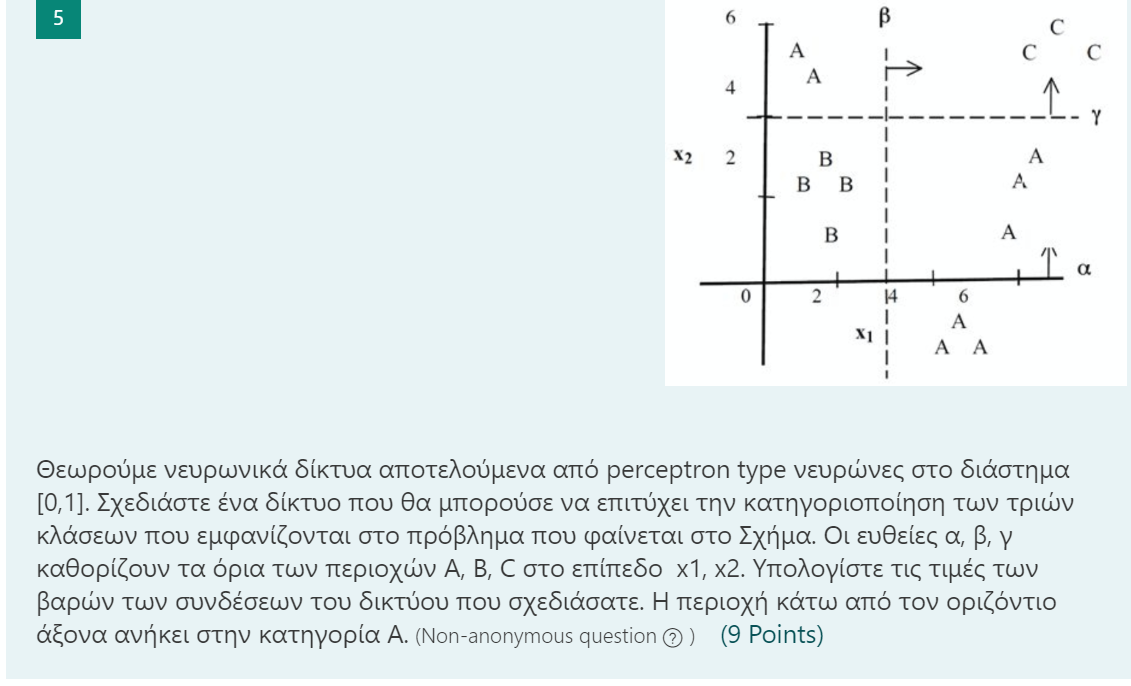 5
6
β
C
A
C
C
A
4
γ
x2
2
B
A
B
B
A
B
A
α
0
2
4
6
A
x1
A
A
Θεωρούμε νευρωνικά δίκτυα αποτελούμενα από perceptron type νευρώνες στο διάστημα
[0,1]. Σχεδιάστε ένα δίκτυο που θα μπορούσε να επιτύχει την κατηγοριοποίηση των τριών
κλάσεων που εμφανίζονται στο πρόβλημα που φαίνεται στο Σχήμα. Οι ευθείες α, β, γ
καθορίζουν τα όρια των περιοχών A, B, C στο επίπεδο x1, x2. Υπολογίστε τις τιμές των
βαρών των συνδέσεων του δικτύου που σχεδιάσατε. Η περιοχή κάτω από τον οριζόντιο
άξονα ανήκει στην κατηγορία Α. (Non-anonymous question ?) (9 Points)